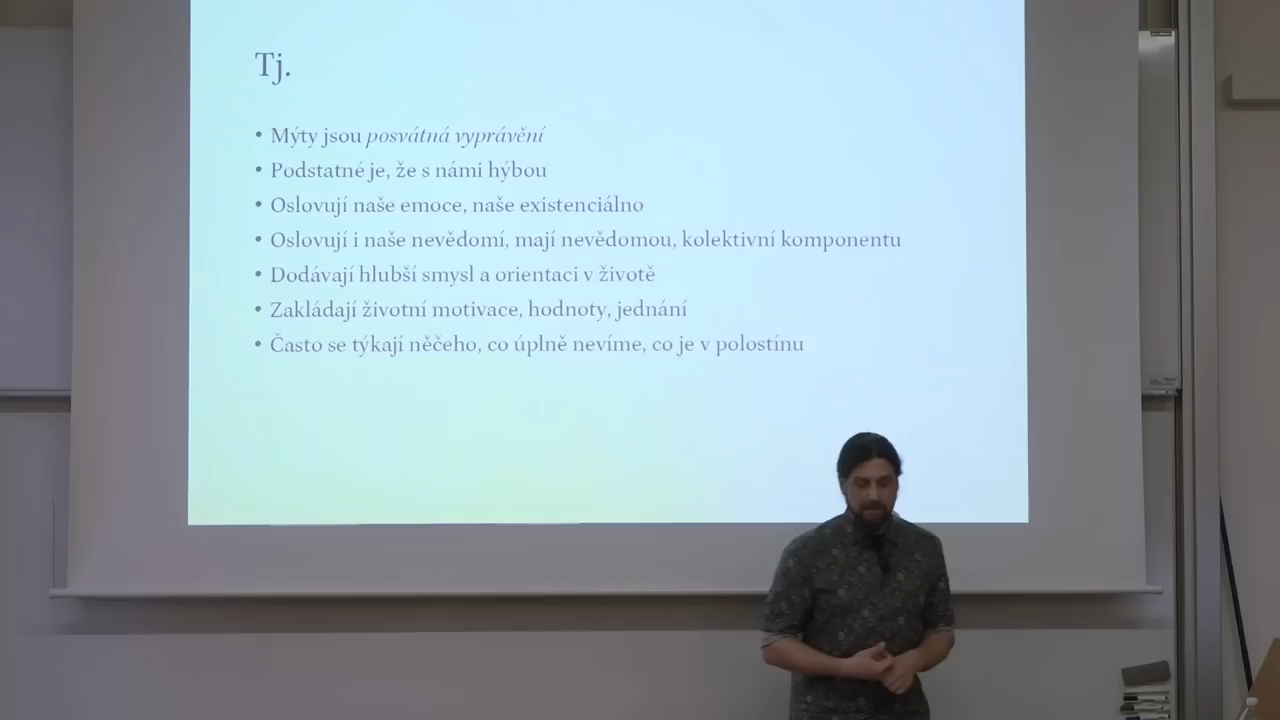 Tj.
• Mýty jsou posvátná vyprávění
• Podstatné je, že s námi hýbou
• Oslovují naše emoce, naše existenciálno
• Oslovují i naše nevědomí, mají nevědomou, kolektivní komponentu
• Dodávají hlubší smysl a orientaci v životě
• Zakládají životní motivace, hodnoty, jednání
• Často se týkají něčeho, co úplně nevíme, co je v polostínu